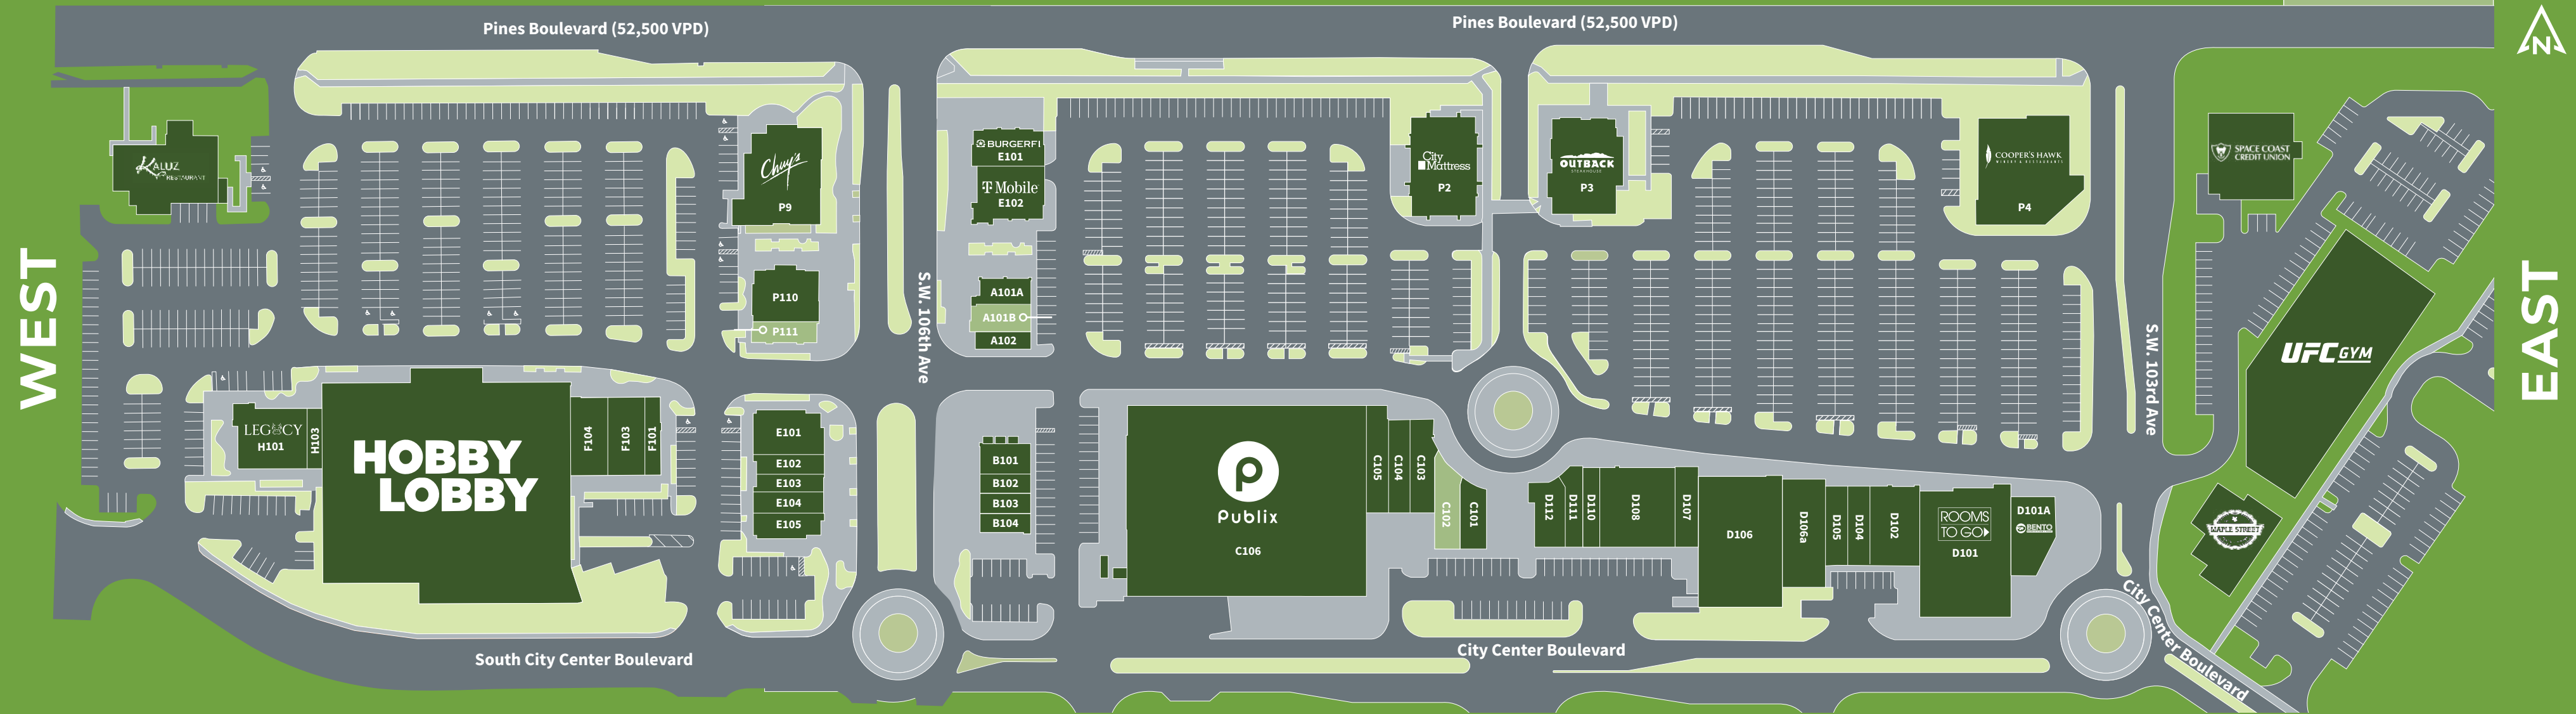 Pines Boulevard (52,500 VPD)
Pines Boulevard (52,500 VPD)
N
WEST
EAST
KALUZ
RESTAURANT
Chuy's
P9
P110
P111
BURGERFI
E101
T Mobile
E102
A101A
A101B
A102
S.W. 106th Ave
City
Mattress
P2
OUTBACK
STEAKHOUSE
P3
COOPER'S HAWK
WINERY & RESTAURANTS
P4
S.W. 103rd Ave
SPACE COAST
CREDIT UNION
UFC GYM
MAPLE STREET
LEGACY
H101
H103
HOBBY
LOBBY
F104
F103
F101
E101
E102
E103
E104
E105
B101
B102
B103
B104
Publix
C106
C105
C104
C103
C102
C101
D112
D111
D110
D108
D107
D106
D106a
D105
D104
D102
ROOMS
TO GO
D101
D101A
BENTO
South City Center Boulevard
City Center Boulevard
City Center Boulevard